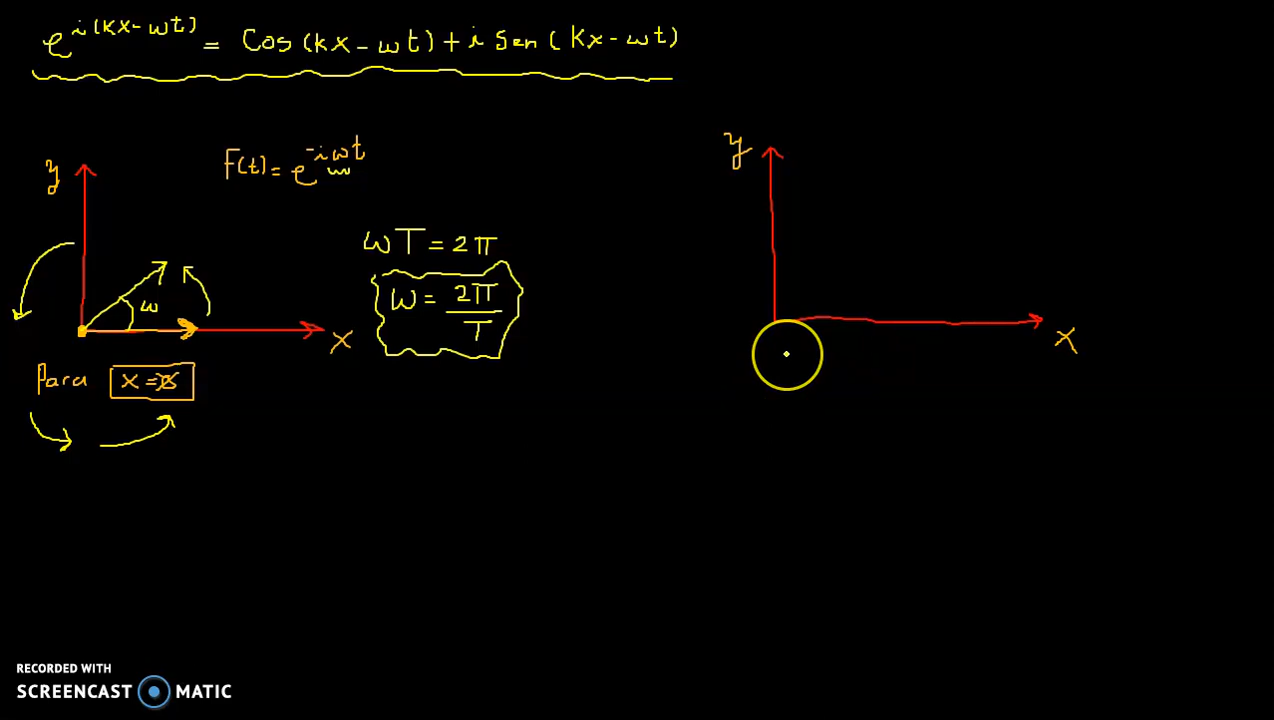 e^{i(kx-ωt)} = Cos(kx-ωt)+i Sen(kx-ωt)
y
F(t)=e^{-iωt}
ωT=2π
ω=2π/T
ω
x
Para x=
y
x
RECORDED WITH
SCREENCAST MATIC